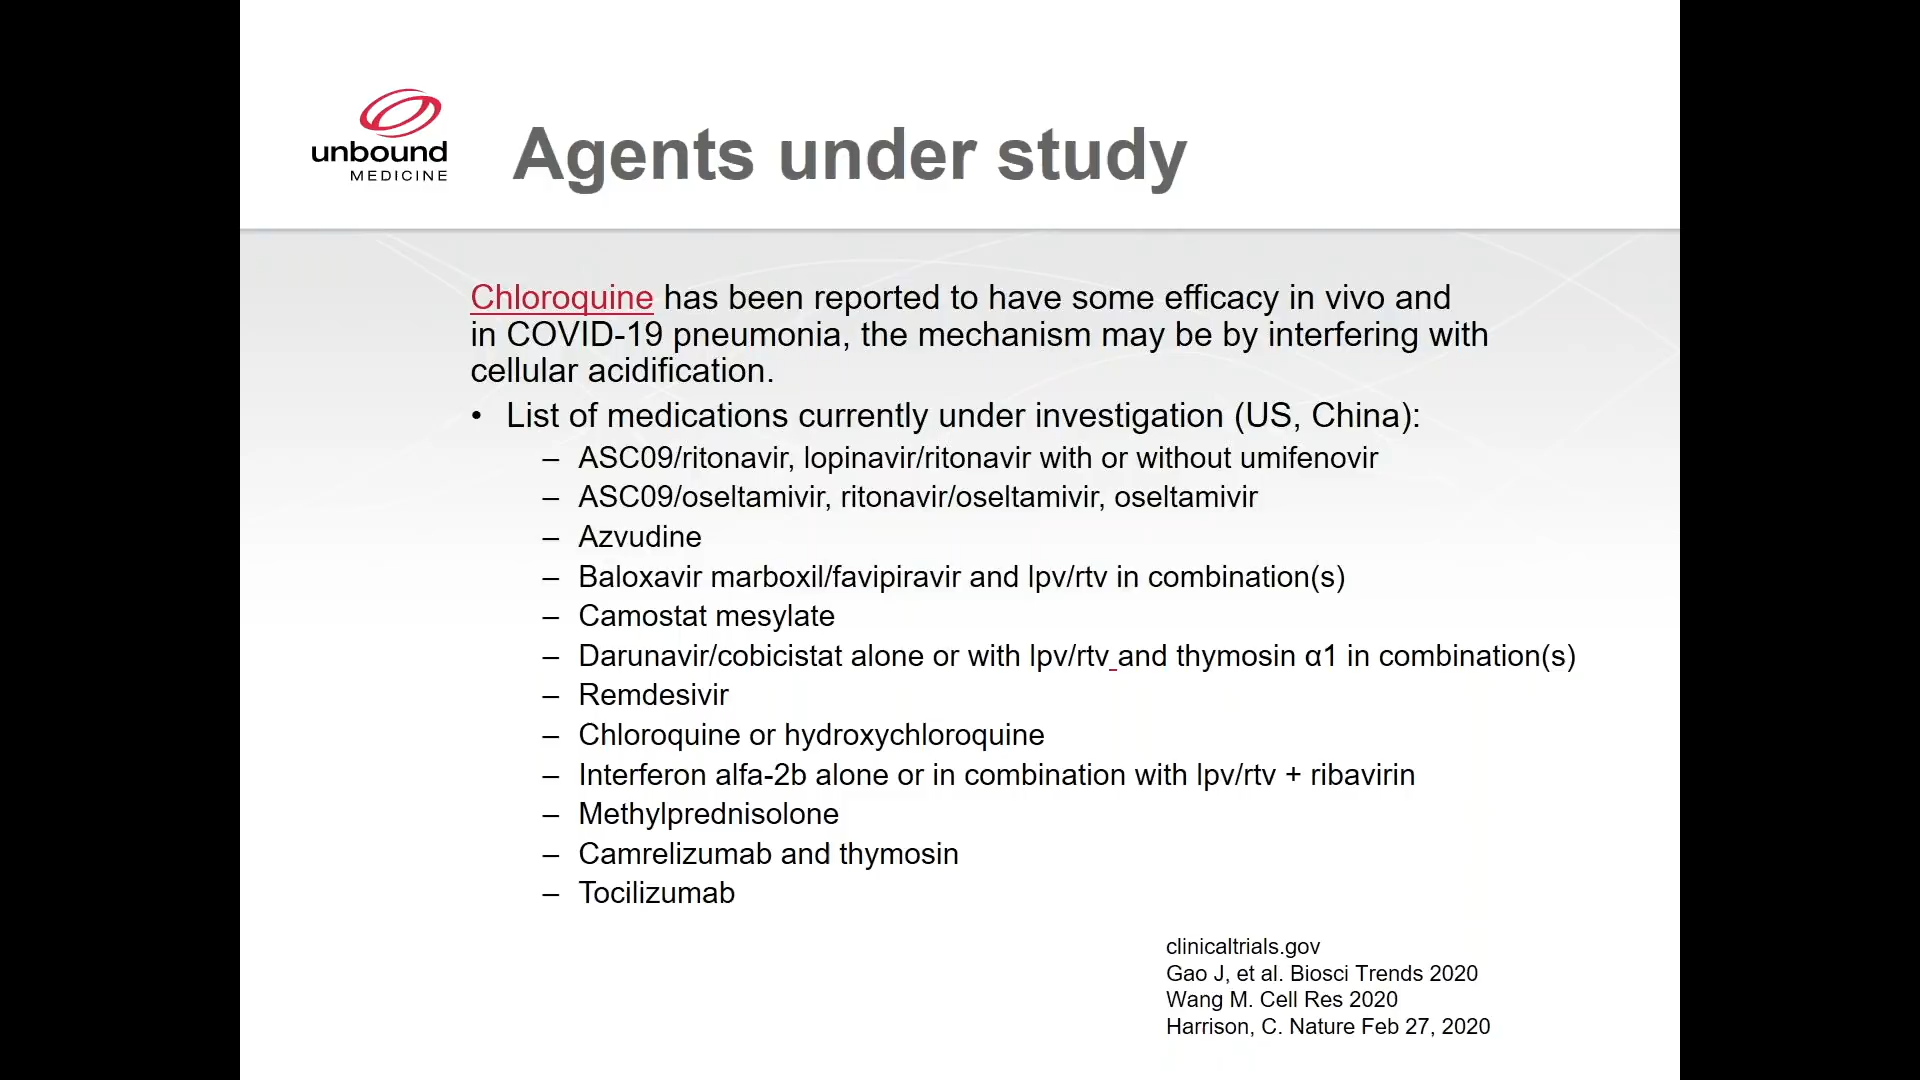 unbound
MEDICINE
Agents under study
Chloroquine has been reported to have some efficacy in vivo and
in COVID-19 pneumonia, the mechanism may be by interfering with
cellular acidification.
• List of medications currently under investigation (US, China):
– ASC09/ritonavir, lopinavir/ritonavir with or without umifenovir
– ASC09/oseltamivir, ritonavir/oseltamivir, oseltamivir
– Azvudine
– Baloxavir marboxil/favipiravir and lpv/rtv in combination(s)
– Camostat mesylate
– Darunavir/cobicistat alone or with lpv/rtv and thymosin α1 in combination(s)
– Remdesivir
– Chloroquine or hydroxychloroquine
– Interferon alfa-2b alone or in combination with lpv/rtv + ribavirin
– Methylprednisolone
– Camrelizumab and thymosin
– Tocilizumab
clinicaltrials.gov
Gao J, et al. Biosci Trends 2020
Wang M. Cell Res 2020
Harrison, C. Nature Feb 27, 2020